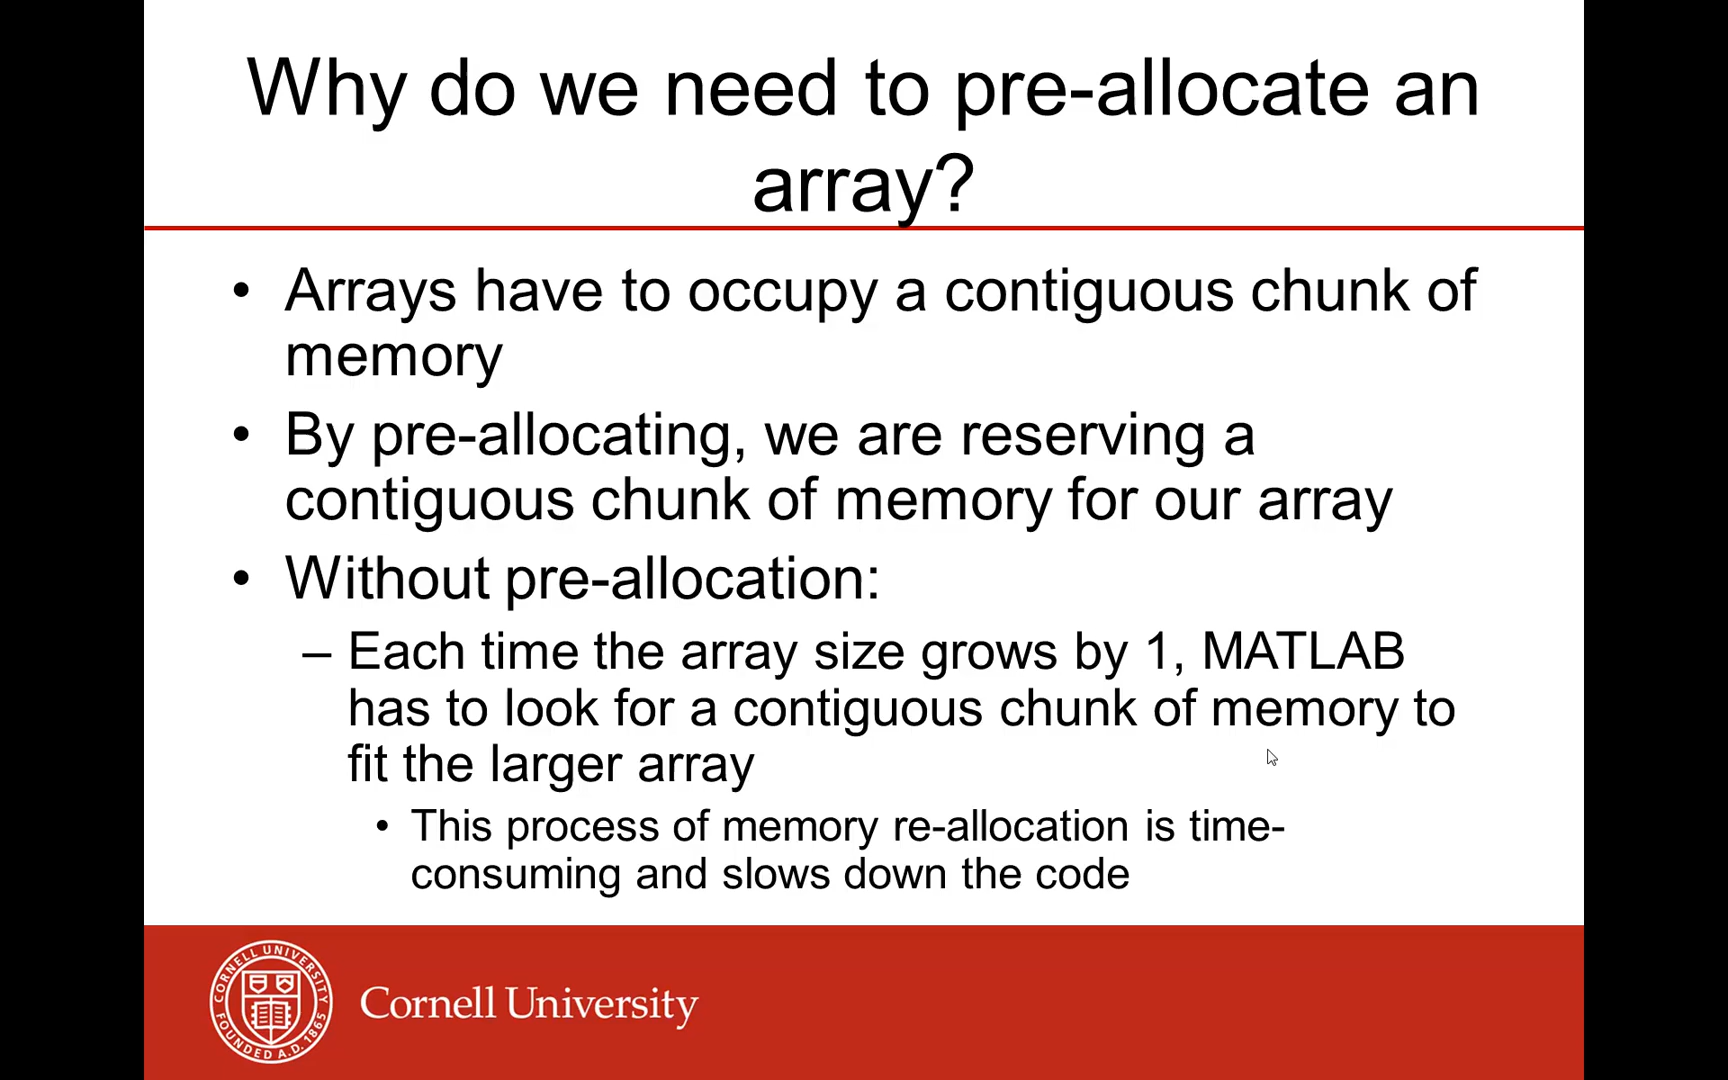 Why do we need to pre-allocate an
array?
• Arrays have to occupy a contiguous chunk of
memory
• By pre-allocating, we are reserving a
contiguous chunk of memory for our array
• Without pre-allocation:
– Each time the array size grows by 1, MATLAB
has to look for a contiguous chunk of memory to
fit the larger array
• This process of memory re-allocation is time-
consuming and slows down the code
CORNELL UNIVERSITY
FOUNDED A.D. 1865
Cornell University